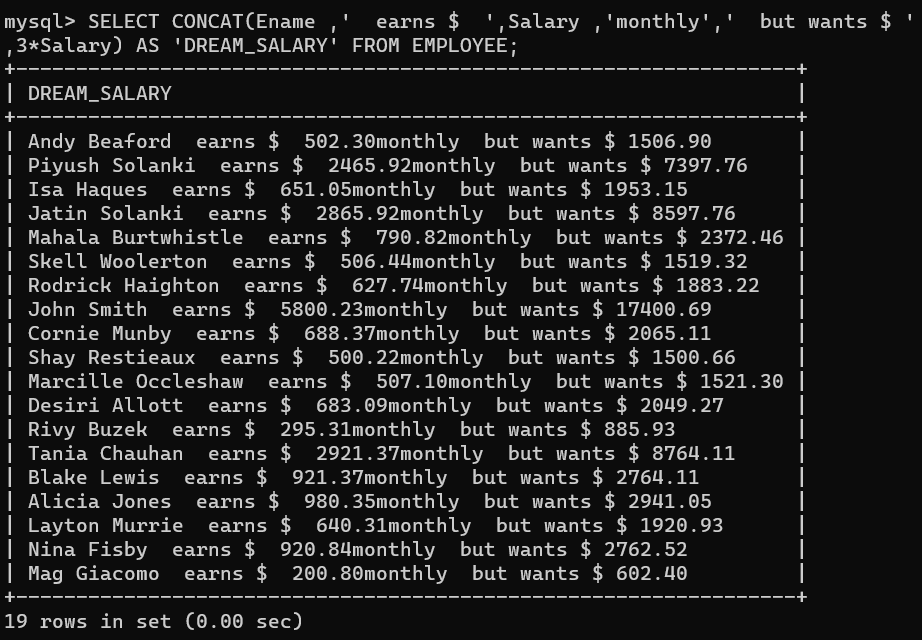 mysql> SELECT CONCAT(Ename ,'  earns $  ',Salary ,'monthly','  but wants $ '
,3*Salary) AS 'DREAM_SALARY' FROM EMPLOYEE;
+----------------------------------------------------------------+
| DREAM_SALARY                                                   |
+----------------------------------------------------------------+
| Andy Beaford  earns $  502.30monthly  but wants $ 1506.90       |
| Piyush Solanki  earns $  2465.92monthly  but wants $ 7397.76    |
| Isa Haques  earns $  651.05monthly  but wants $ 1953.15         |
| Jatin Solanki  earns $  2865.92monthly  but wants $ 8597.76     |
| Mahala Burtwhistle  earns $  790.82monthly  but wants $ 2372.46 |
| Skell Woolerton  earns $  506.44monthly  but wants $ 1519.32    |
| Rodrick Haighton  earns $  627.74monthly  but wants $ 1883.22   |
| John Smith  earns $  5800.23monthly  but wants $ 17400.69       |
| Cornie Munby  earns $  688.37monthly  but wants $ 2065.11       |
| Shay Restieaux  earns $  500.22monthly  but wants $ 1500.66     |
| Marcille Occleshaw  earns $  507.10monthly  but wants $ 1521.30 |
| Desiri Allott  earns $  683.09monthly  but wants $ 2049.27      |
| Rivy Buzek  earns $  295.31monthly  but wants $ 885.93          |
| Tania Chauhan  earns $  2921.37monthly  but wants $ 8764.11     |
| Blake Lewis  earns $  921.37monthly  but wants $ 2764.11        |
| Alicia Jones  earns $  980.35monthly  but wants $ 2941.05       |
| Layton Murrie  earns $  640.31monthly  but wants $ 1920.93      |
| Nina Fisby  earns $  920.84monthly  but wants $ 2762.52         |
| Mag Giacomo  earns $  200.80monthly  but wants $ 602.40         |
+----------------------------------------------------------------+
19 rows in set (0.00 sec)